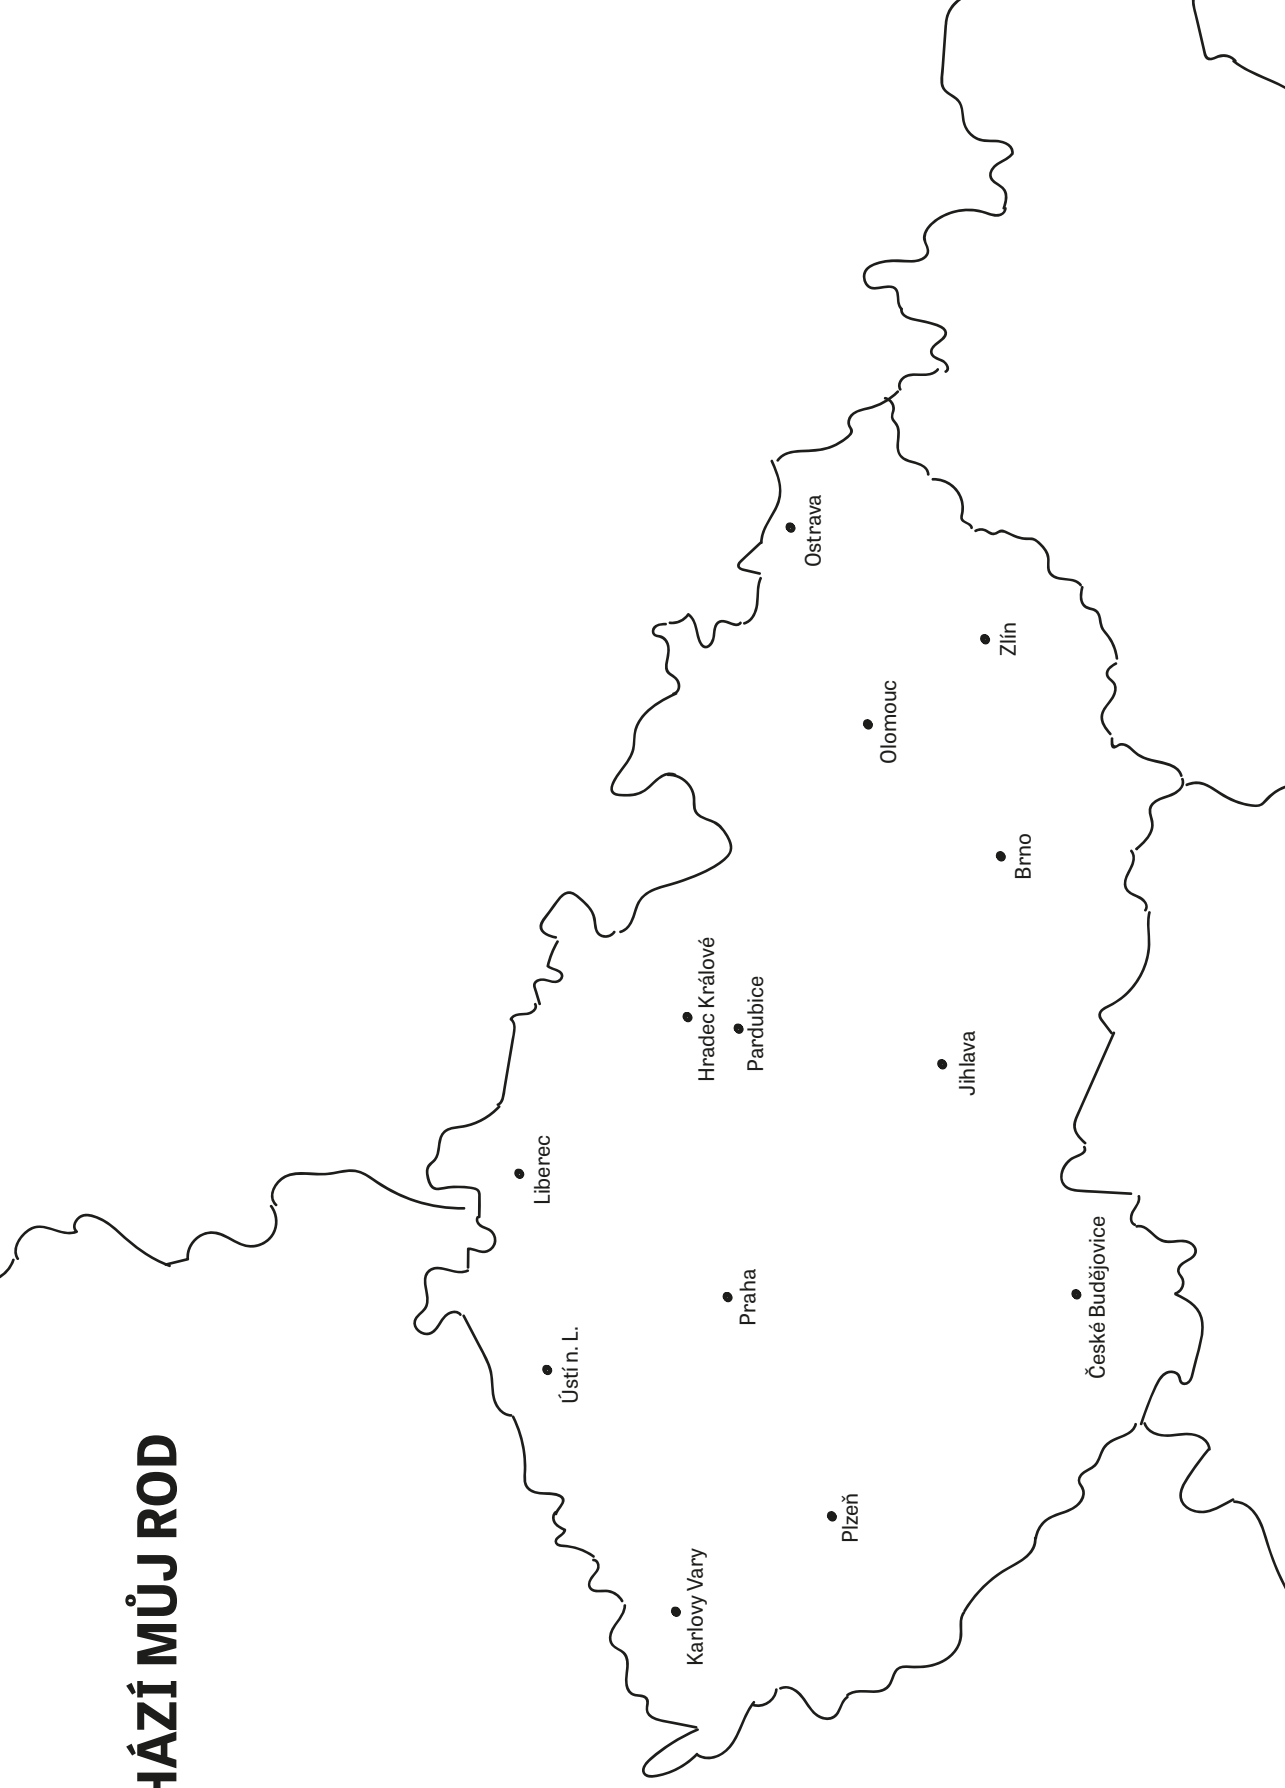 HÁZÍ MŮJ ROD
Liberec
Ústí n. L.
Karlovy Vary
Praha
Hradec Králové
Pardubice
Ostrava
Plzeň
Olomouc
Jihlava
Zlín
Brno
České Budějovice